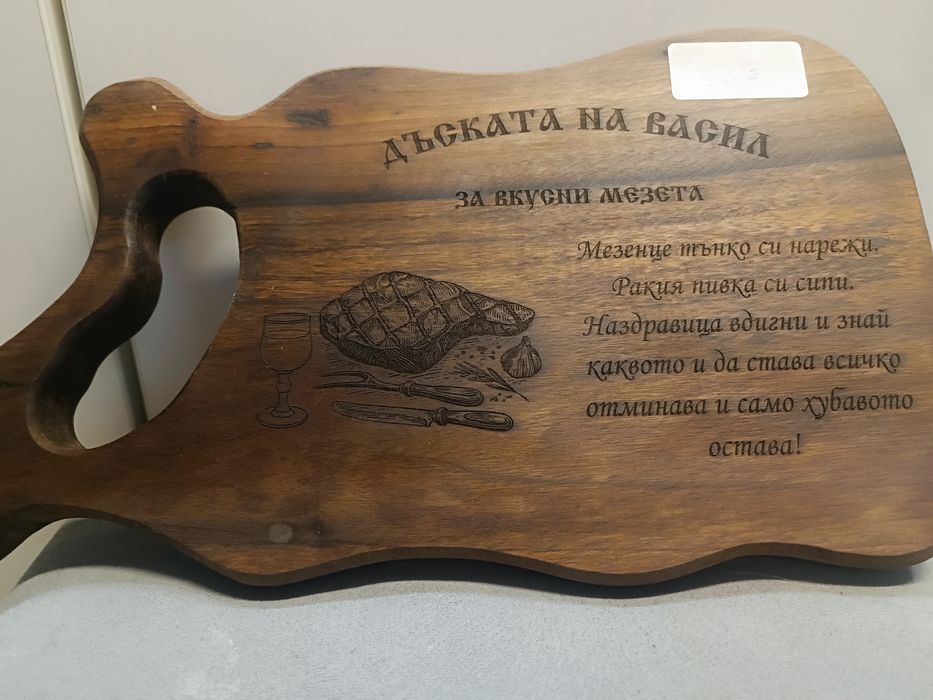 ДЪСКАТА НА ВАСИЛ
ЗА ВКУСНИ МЕЗЕТА
Мезенце тънко си нарежи.
Ракия пивка си сипи.
Наздравица вдигни и знай
каквото и да става всичко
отминава и само хубавото
остава!